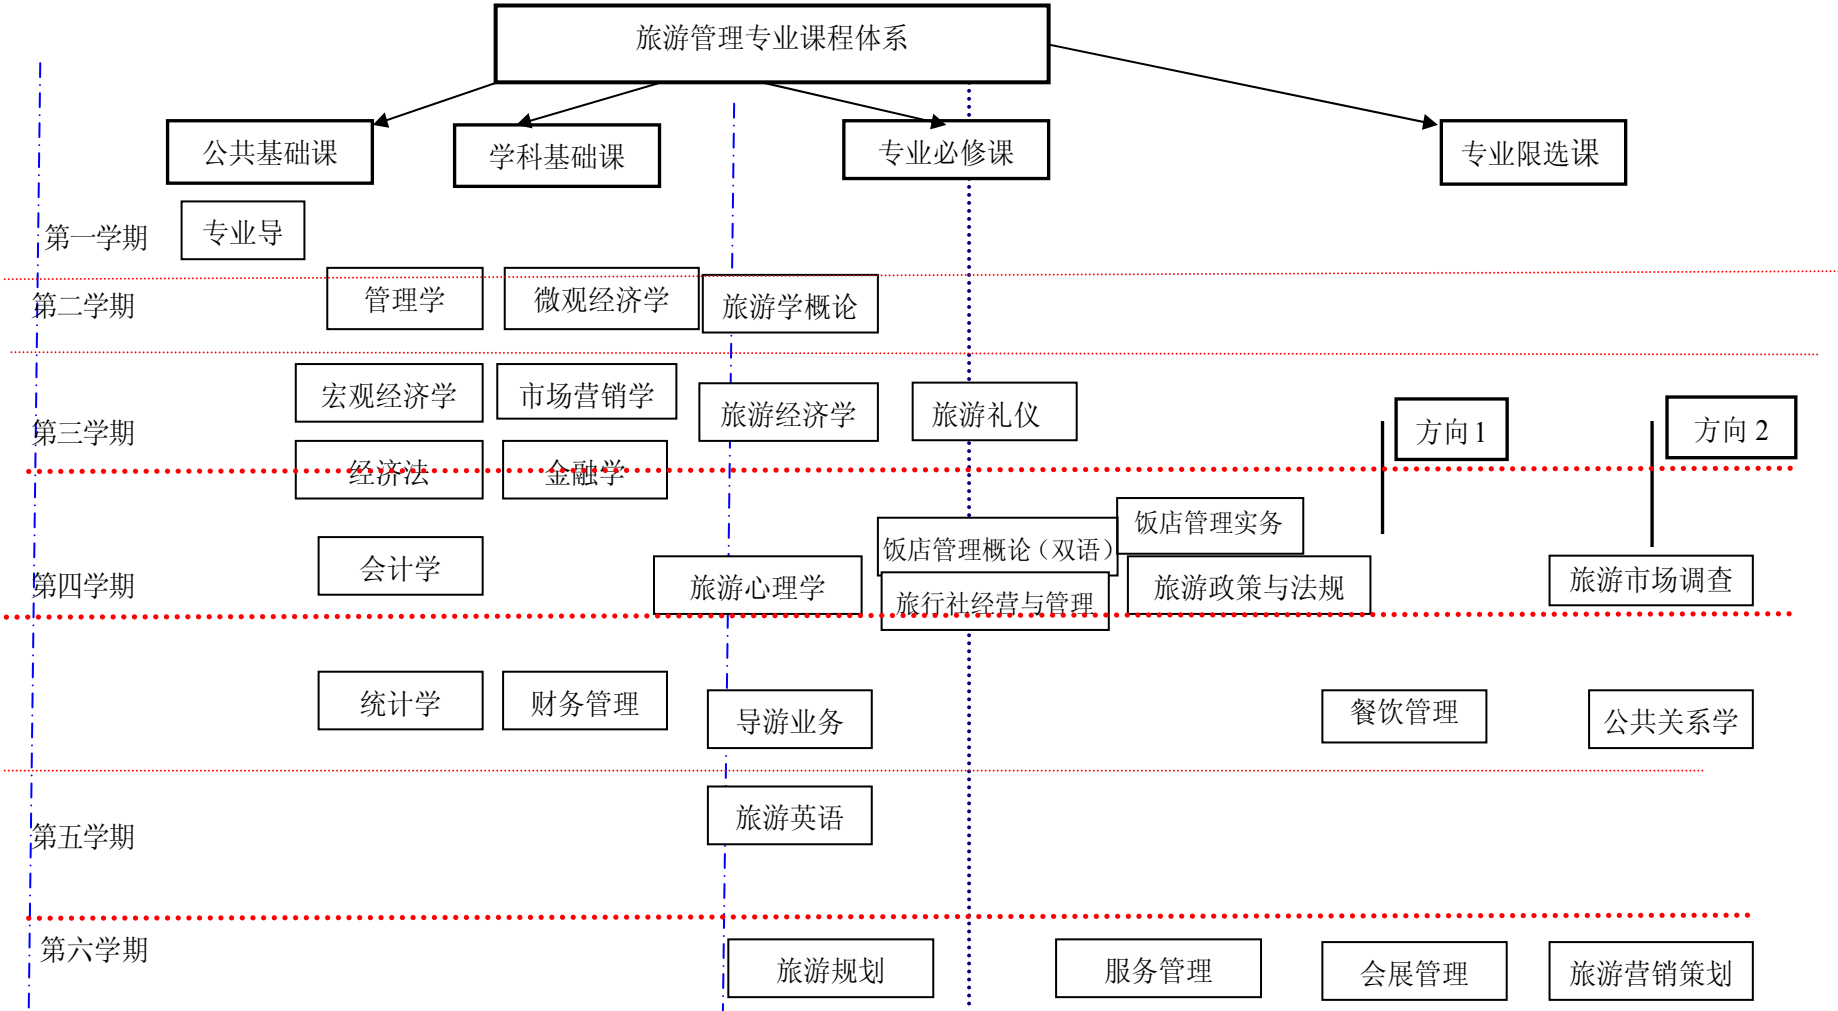 旅游管理专业课程体系
公共基础课
学科基础课
专业必修课
专业限选课
第一学期
专业导
第二学期
管理学
微观经济学
旅游学概论
第三学期
宏观经济学
市场营销学
旅游经济学
旅游礼仪
方向1
方向2
经济法
金融学
第四学期
会计学
旅游心理学
饭店管理概论（双语）
饭店管理实务
旅行社经营与管理
旅游政策与法规
旅游市场调查
统计学
财务管理
导游业务
餐饮管理
公共关系学
第五学期
旅游英语
第六学期
旅游规划
服务管理
会展管理
旅游营销策划